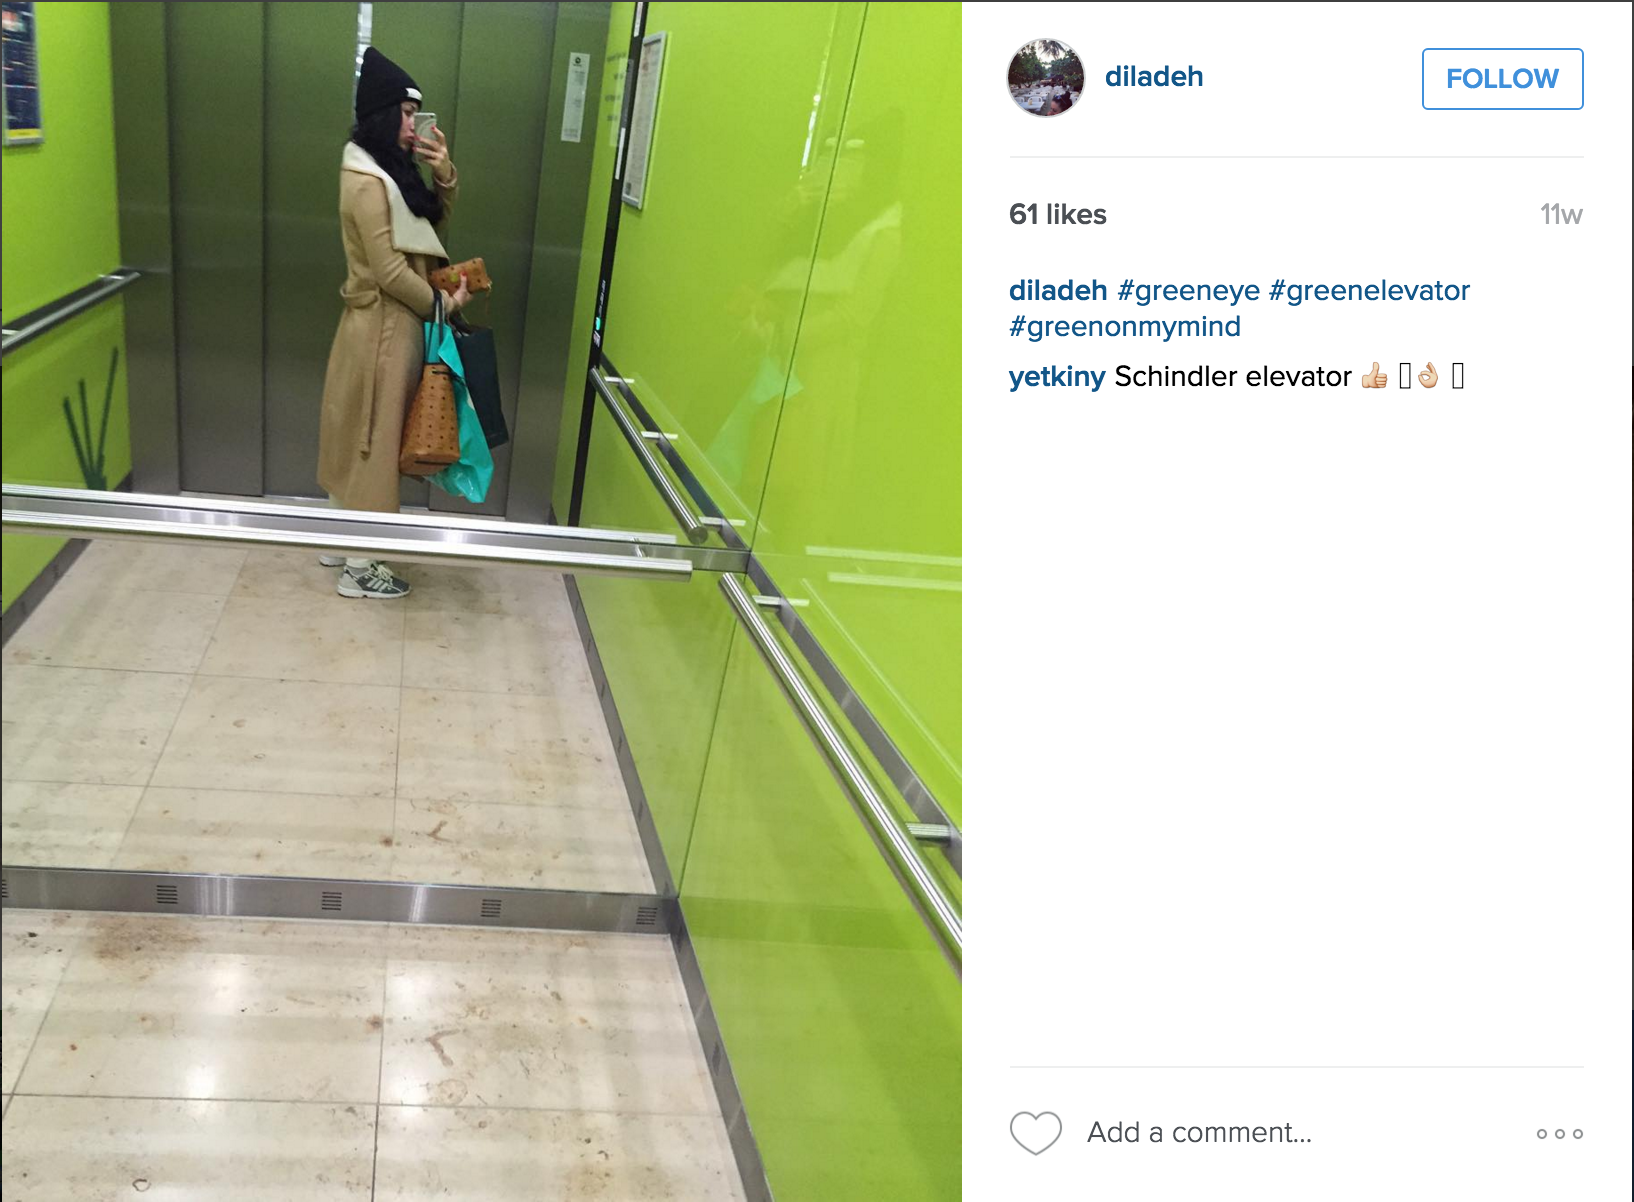 diladeh
FOLLOW
61 likes
11w
diladeh #greeneye #greenelevator
#greenonmymind
yetkiny Schindler elevator 👍🏼 👌🏼
Add a comment...